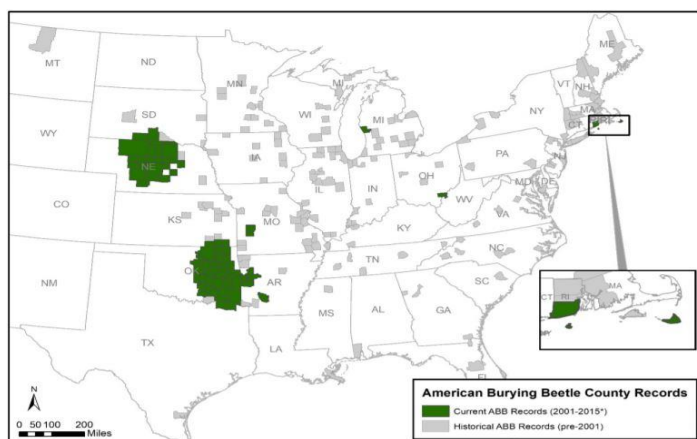 ME
MT
ND
MN
MI
VT
NH
SD
WI
MI
NY
MA
CT
RI
WY
IA
PA
NE
NJ
OH
IL
IN
MD
DE
WV
CO
KS
MO
VA
KY
NC
TN
OK
AR
NM
SC
MS
AL
GA
TX
LA
FL
CT
RI
MA
N
0 50 100 200
Miles
American Burying Beetle County Records
Current ABB Records (2001-2015*)
Historical ABB Records (pre-2001)